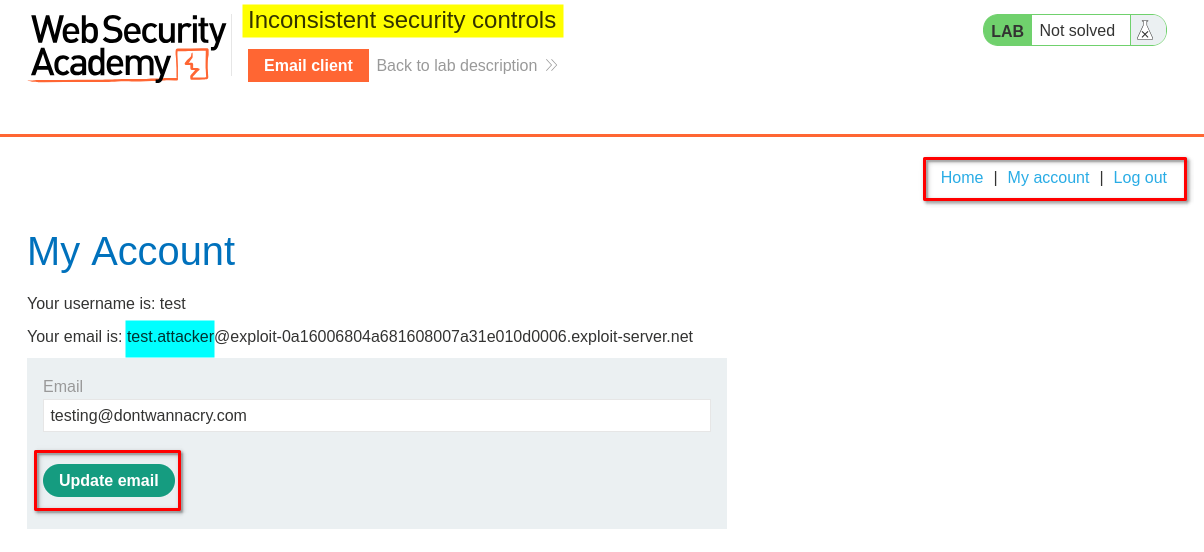 Web Security
Academy
Inconsistent security controls
Email client Back to lab description
LAB Not solved
Home | My account | Log out
My Account
Your username is: test
Your email is: test.attacker@exploit-0a16006804a681608007a31e010d0006.exploit-server.net
Email
testing@dontwannacry.com
Update email